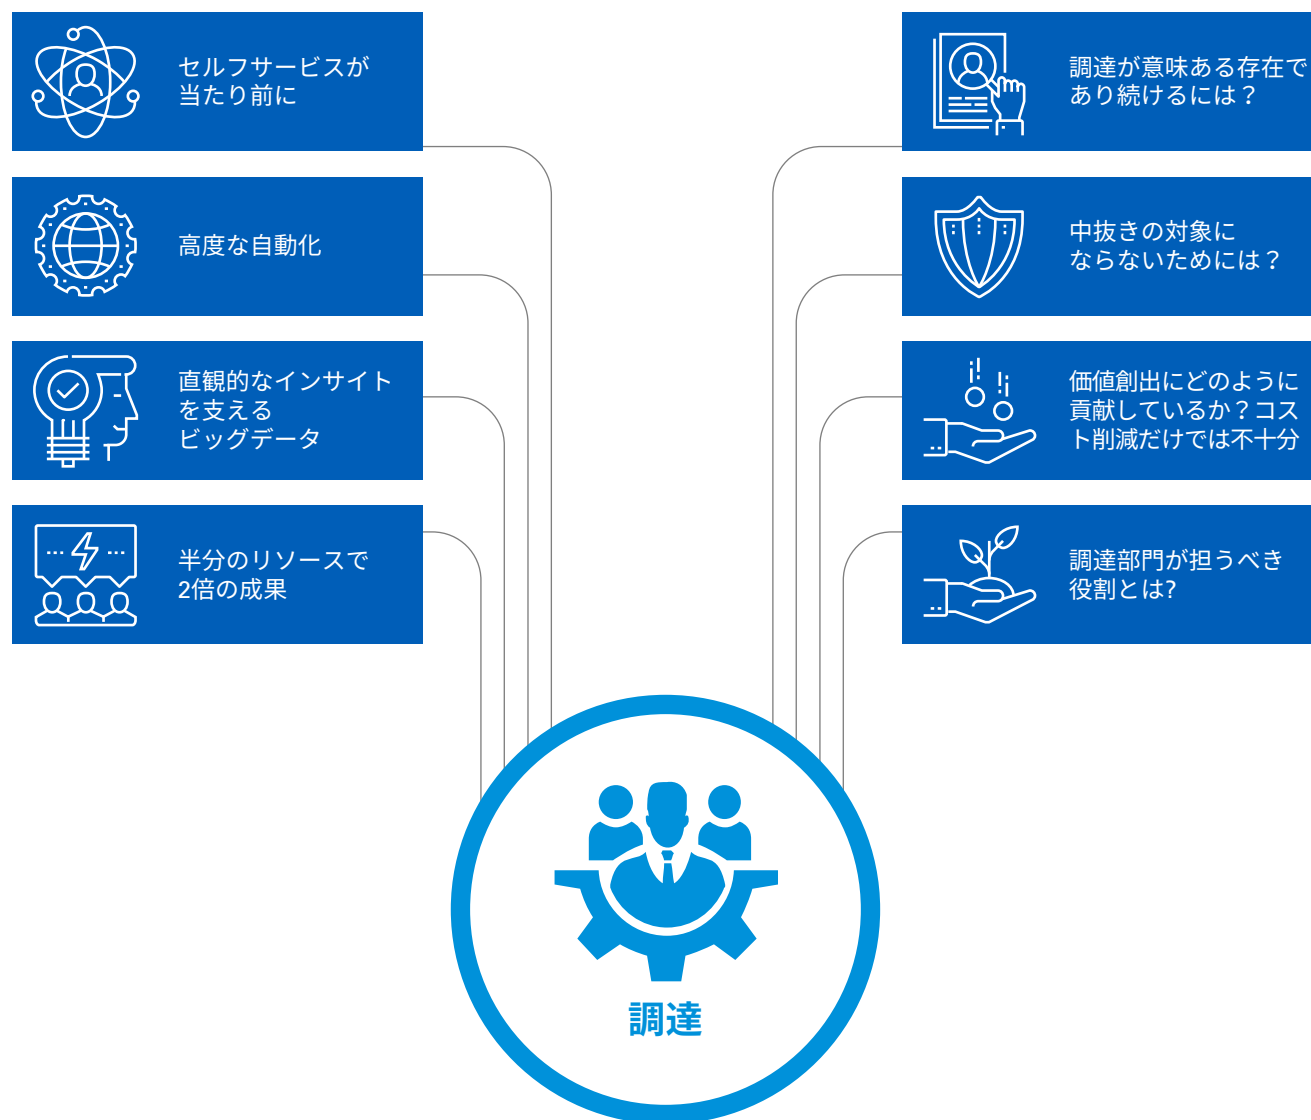 セルフサービスが
当たり前に
高度な自動化
直観的なインサイト
を支える
ビッグデータ
半分のリソースで
2倍の成果
調達が意味ある存在で
あり続けるには？
中抜きの対象に
ならないためには？
価値創出にどのように
貢献しているか？コス
ト削減だけでは不十分
調達部門が担うべき
役割とは?
調達